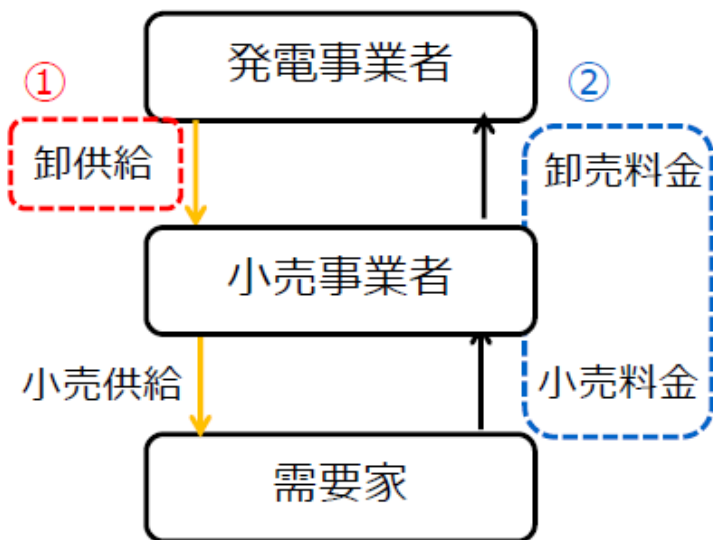 発電事業者
①
②
卸供給
卸売料金
小売事業者
小売供給
小売料金
需要家